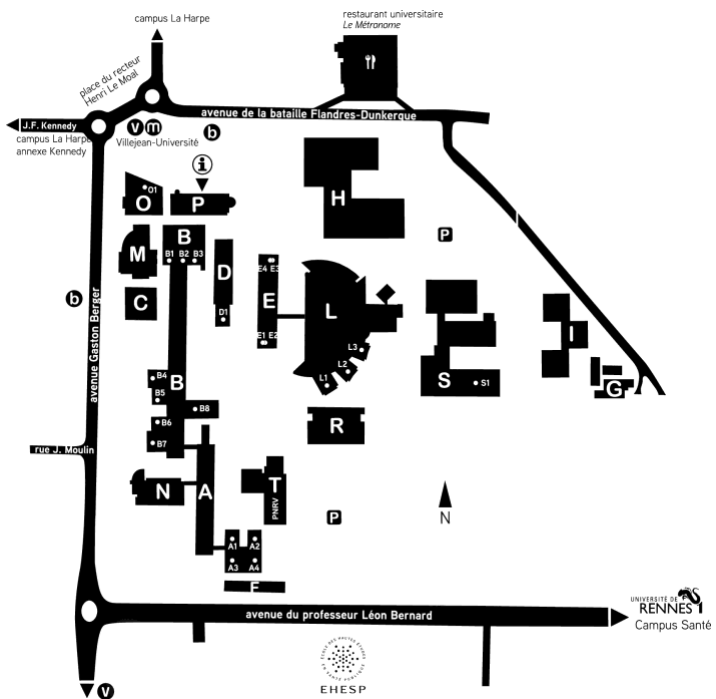 restaurant universitaire
Le Métronome
campus La Harpe
place du recteur
Henri Le Moal
avenue de la bataille Flandres-Dunkerque
J.F. Kennedy
campus La Harpe
annexe Kennedy
v m
Villejean-Université
b
i
O1
O
P
H
B
B1 B2 B3
M
D
P
E4 E3
E
C
b
D1
L
I
avenue Gaston Berger
E1 E2
L3
L2
L1
B4
B
B5
S
S1
G
B8
B6
B7
R
rue J. Moulin
N
A
T
PNRV
P
N
A1 A2
A3 A4
F
avenue du professeur Léon Bernard
UNIVERSITÉ DE
RENNES 1
Campus Santé
EHESP
v